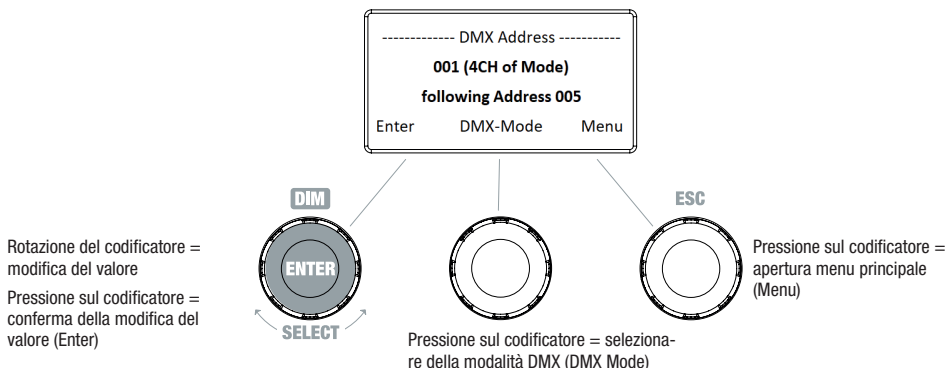 ------------- DMX Address -----------
001 (4CH of Mode)
following Address 005
Enter DMX-Mode Menu
DIM
ESC
Rotazione del codificatore =
modifica del valore
Pressione sul codificatore =
conferma della modifica del
valore (Enter)
ENTER
SELECT
Pressione sul codificatore = seleziona-
re della modalità DMX (DMX Mode)
Pressione sul codificatore =
apertura menu principale
(Menu)